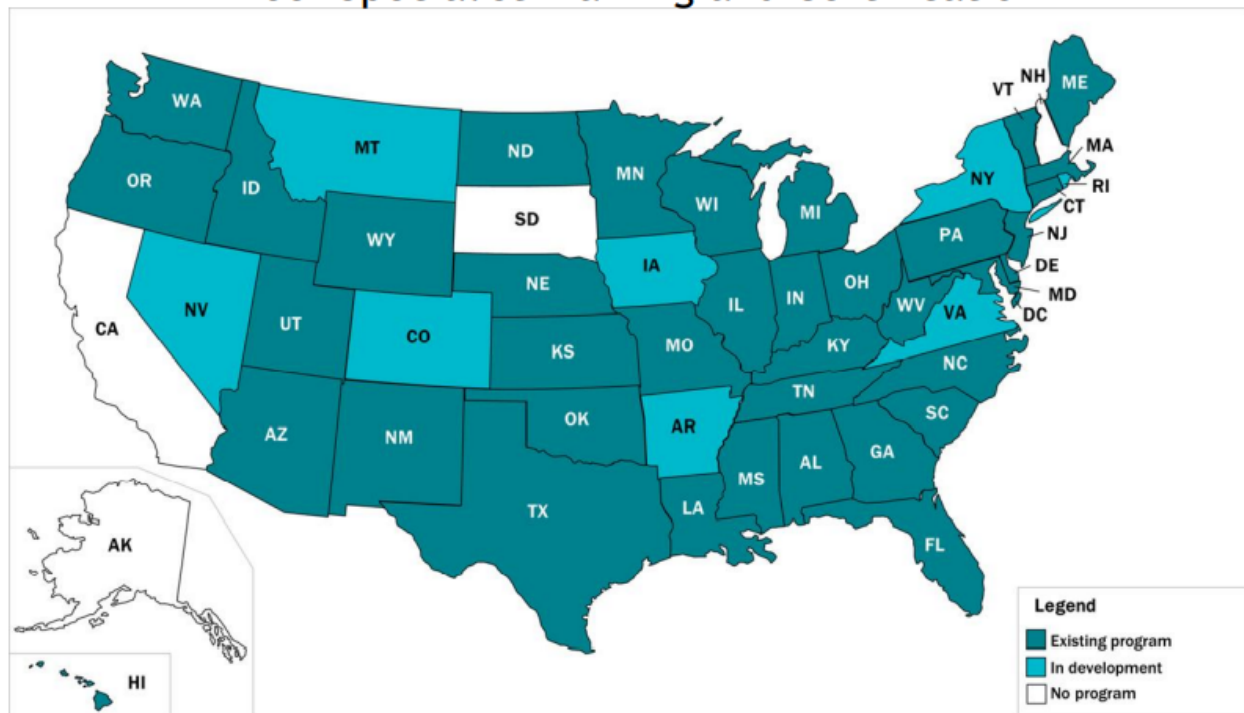 WA
MT
ND
MN
OR
ID
WY
SD
WI
MI
NY
VT
NH
ME
MA
RI
CT
NJ
PA
DE
MD
DC
IA
NE
NV
UT
CO
CA
KS
MO
IL
IN
OH
WV
VA
KY
NC
TN
SC
AZ
NM
OK
AR
MS
AL
GA
TX
LA
FL
AK
HI
Legend
Existing program
In development
No program